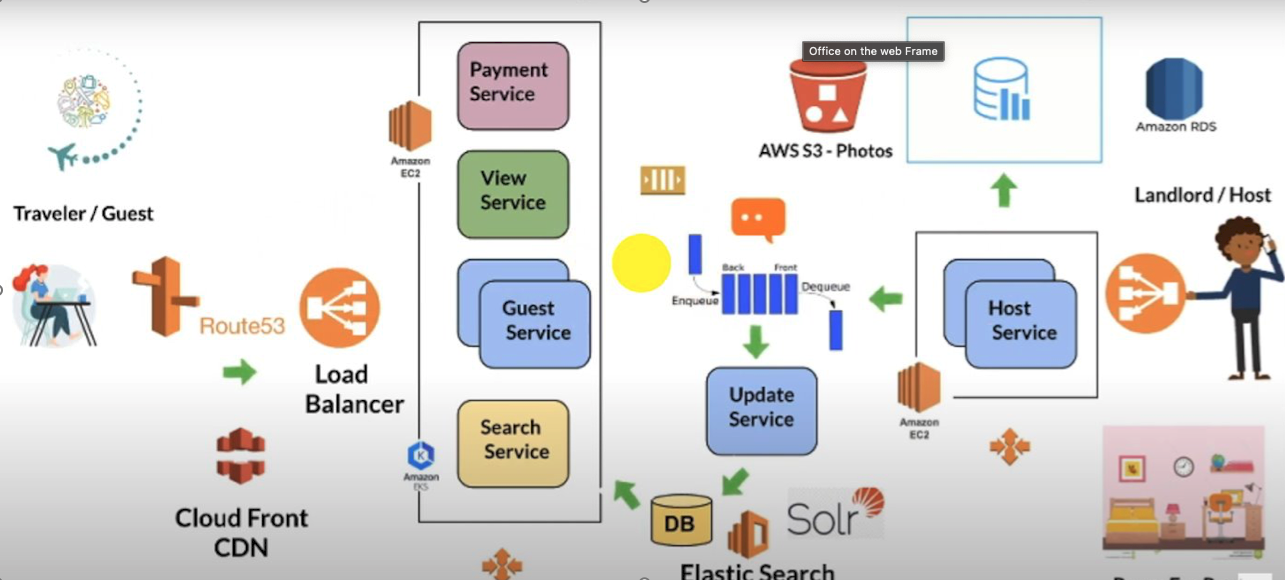 Office on the web Frame
Payment
Service
Amazon
EC2
View
Service
Guest
Service
Search
Service
Amazon
EKS
Traveler / Guest
Route53
Load
Balancer
Cloud Front
CDN
AWS S3 - Photos
Amazon RDS
Landlord / Host
Back
Front
Enqueue
Dequeue
Host
Service
Amazon
EC2
Update
Service
DB
Solr
Elastic Search